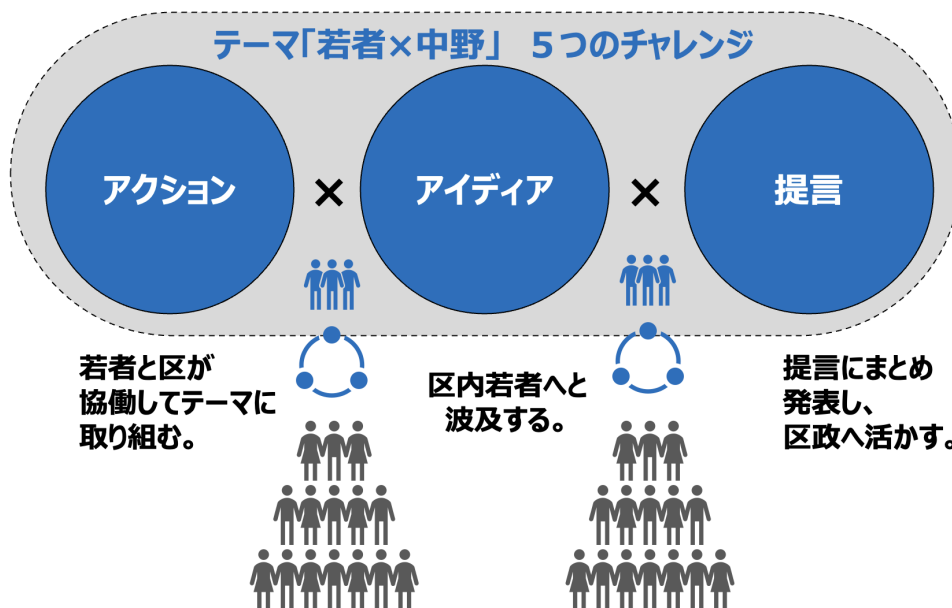 テーマ「若者×中野」 5つのチャレンジ
アクション
×
アイディア
×
提言
若者と区が
協働してテーマに
取り組む。
区内若者へと
波及する。
提言にまとめ
発表し、
区政へ活かす。